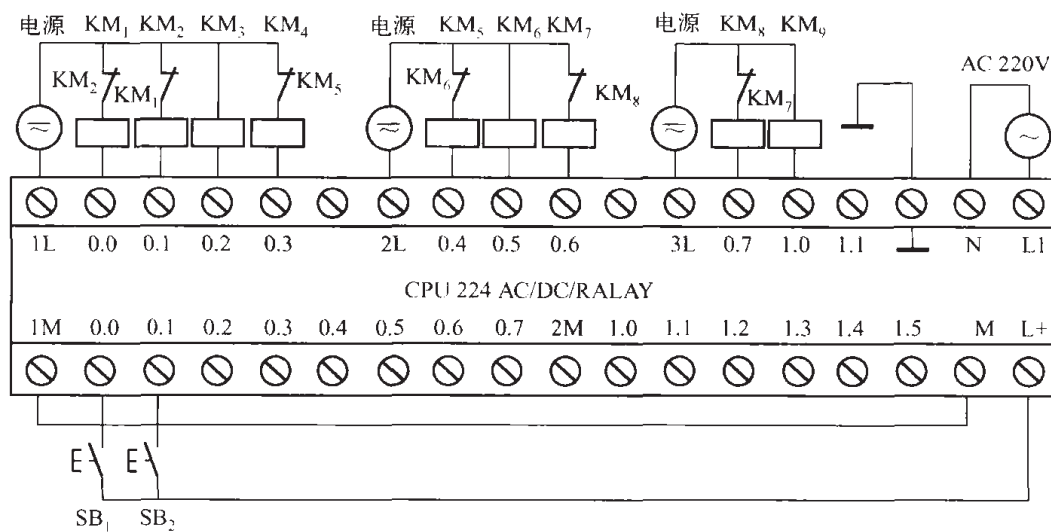 电源 KM₁ KM₂ KM₃ KM₄ 电源 KM₅ KM₆ KM₇ 电源 KM₈ KM₉
AC 220V
KM₂ KM₁ KM₅ KM₆ KM₈ KM₇
1L 0.0 0.1 0.2 0.3 2L 0.4 0.5 0.6 3L 0.7 1.0 1.1 N L1
CPU 224 AC/DC/RALAY
1M 0.0 0.1 0.2 0.3 0.4 0.5 0.6 0.7 2M 1.0 1.1 1.2 1.3 1.4 1.5 M L+
SB₁ SB₂